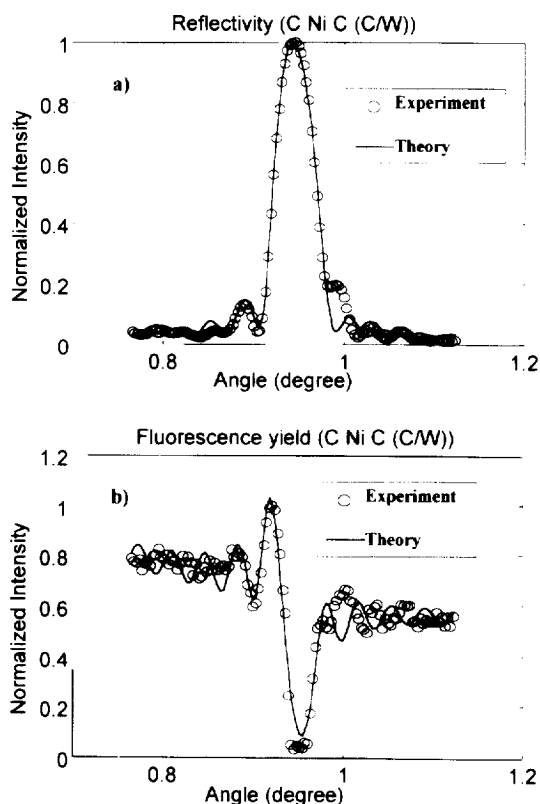 Reflectivity (C Ni C (C/W))
a)
Experiment
Theory
Normalized Intensity
1
0.8
0.6
0.4
0.2
0
0.8
1
1.2
Angle (degree)
Fluorescence yield (C Ni C (C/W))
b)
Experiment
Theory
Normalized Intensity
1.2
1
0.8
0.6
0.4
0.2
0
0.8
1
1.2
Angle (degree)